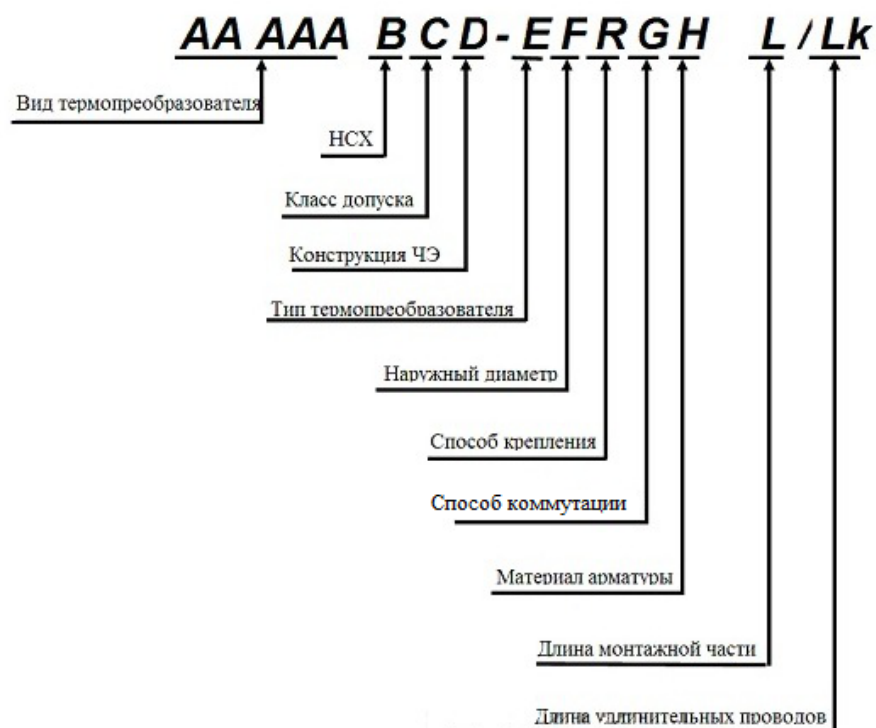 AA AAA B C D - E F R G H L / Lk
Вид термопреобразователя
НСХ
Класс допуска
Конструкция ЧЭ
Тип термопреобразователя
Наружный диаметр
Способ крепления
Способ коммутации
Материал арматуры
Длина монтажной части
Длина удлинительных проводов